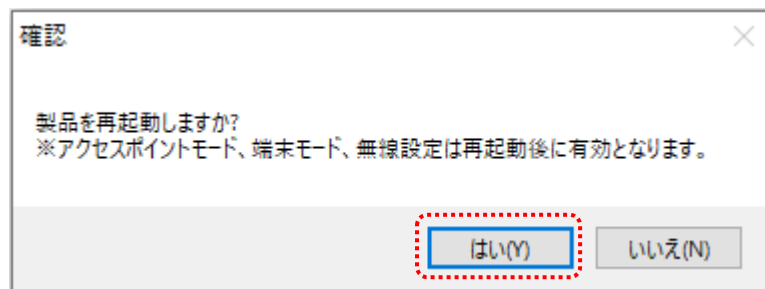 確認
製品を再起動しますか?
※アクセスポイントモード、端末モード、無線設定は再起動後に有効となります。
はい(Y)
いいえ(N)